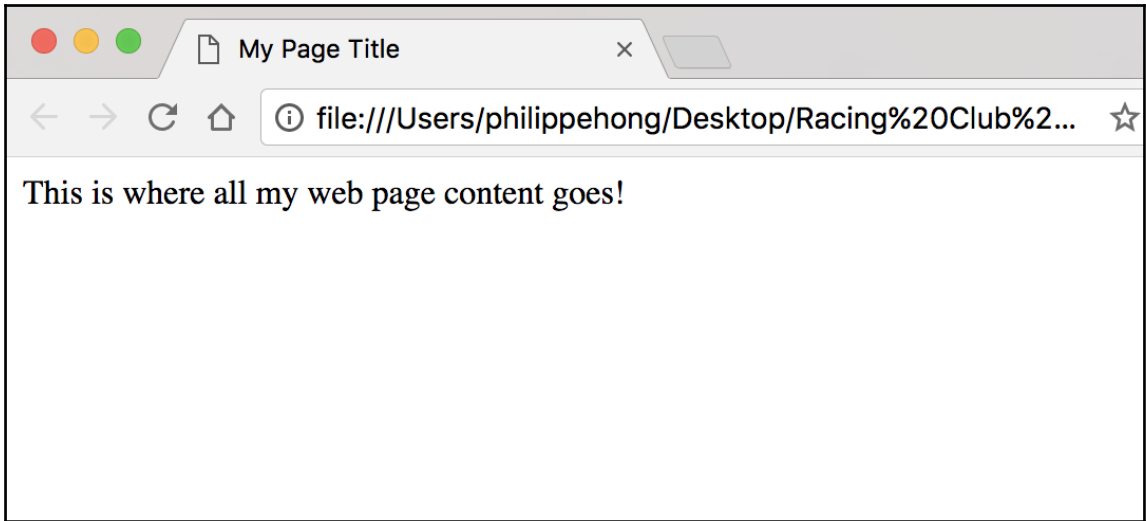 My Page Title
file:///Users/philippehong/Desktop/Racing%20Club%2...
This is where all my web page content goes!